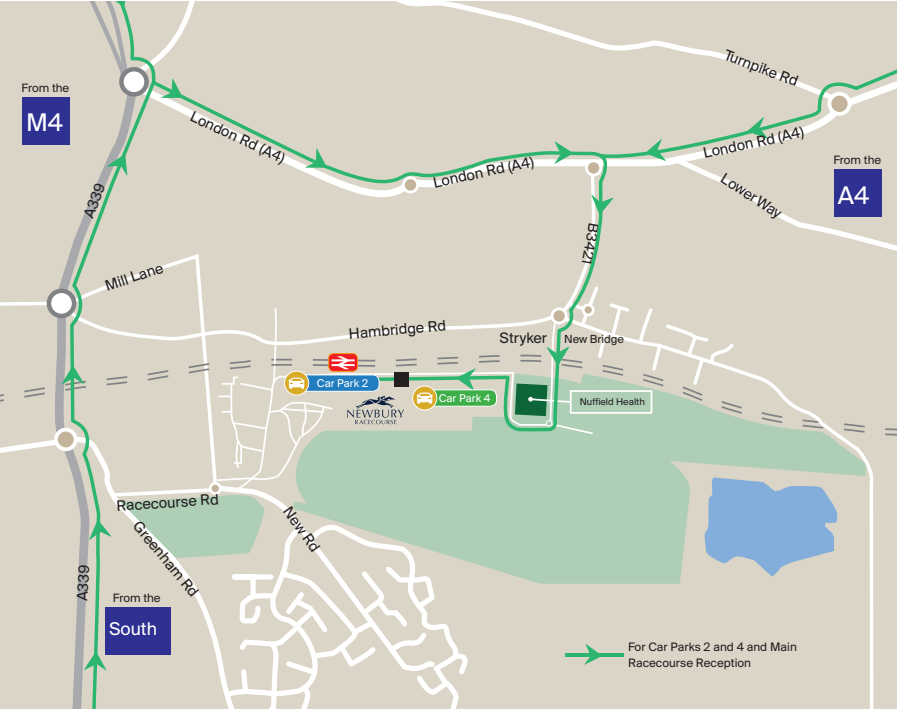 Turnpike Rd
From the
M4
London Rd (A4)
London Rd (A4)
London Rd (A4)
From the
A4
Lower Way
A339
B3421
Mill Lane
Hambridge Rd
Stryker
New Bridge
Car Park 2
Car Park 4
NEWBURY
RACECOURSE
Nuffield Health
Racecourse Rd
New Rd
Greenham Rd
A339
From the
South
For Car Parks 2 and 4 and Main
Racecourse Reception